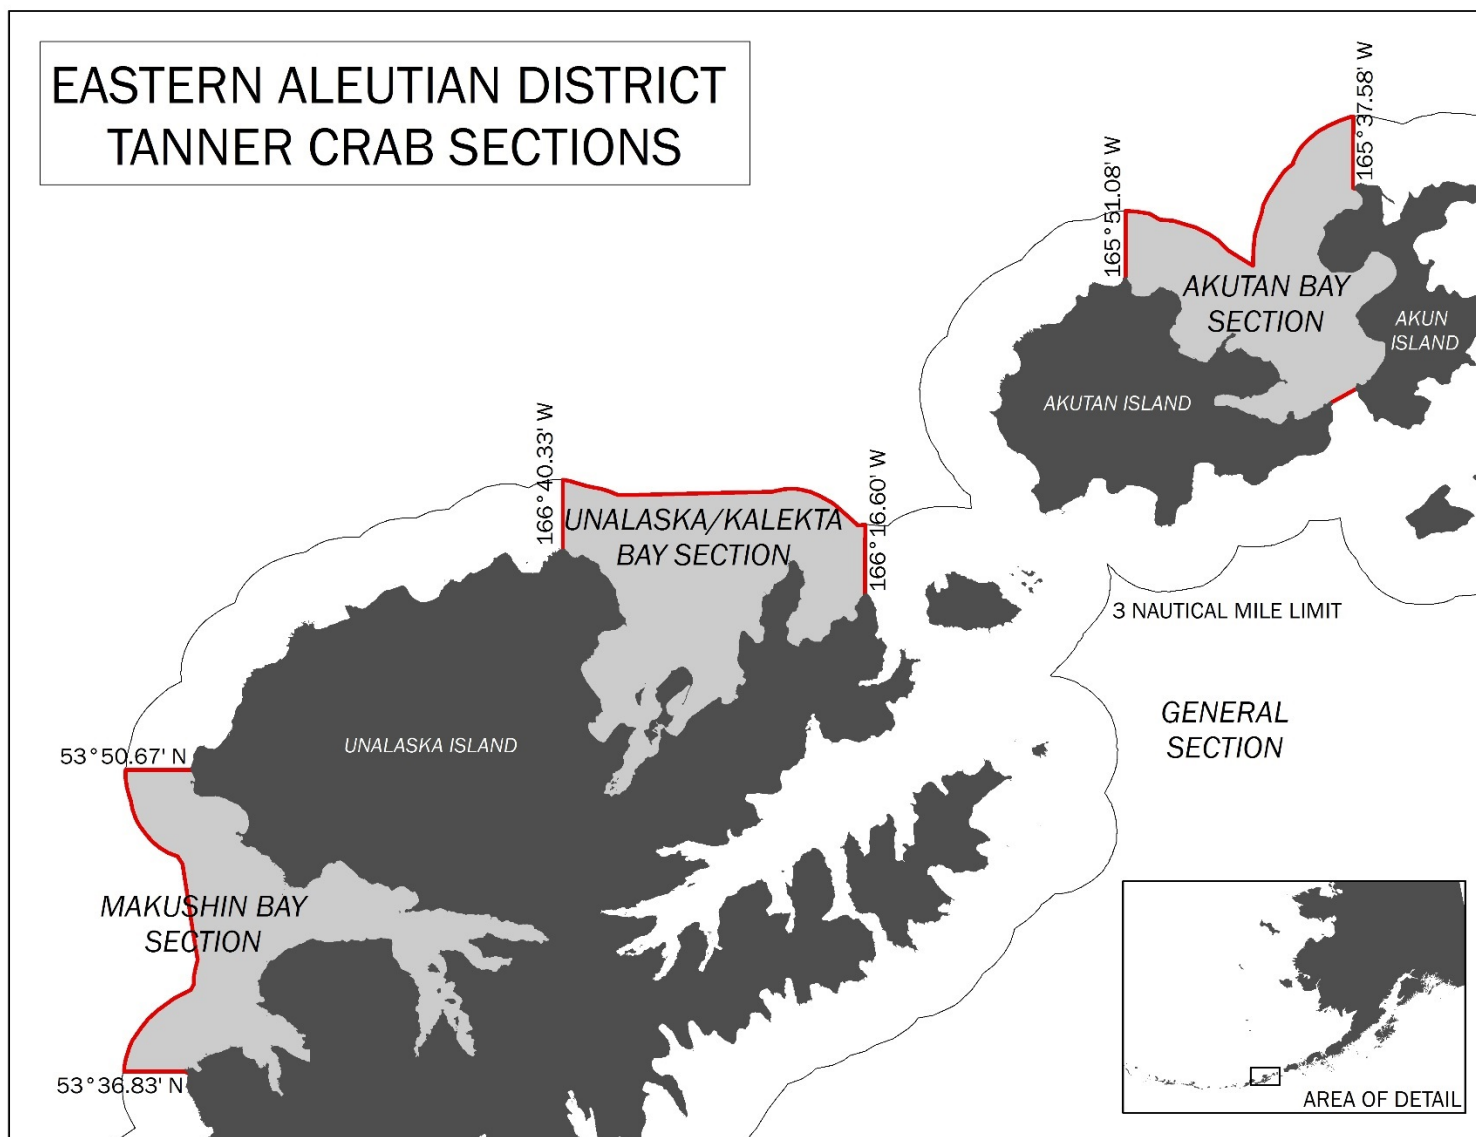 EASTERN ALEUTIAN DISTRICT
TANNER CRAB SECTIONS
165°37.58' W
165°51.08' W
AKUTAN BAY
SECTION
AKUN
ISLAND
AKUTAN ISLAND
166°40.33' W
166°16.60' W
UNALASKA/KALEKTA
BAY SECTION
3 NAUTICAL MILE LIMIT
GENERAL
SECTION
UNALASKA ISLAND
53°50.67' N
MAKUSHIN BAY
SECTION
53°36.83' N
AREA OF DETAIL